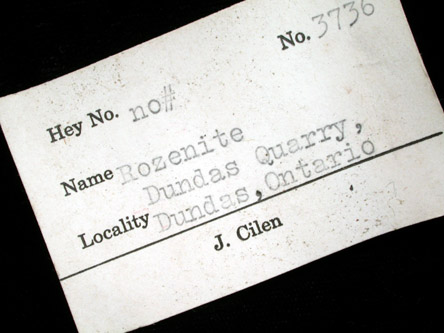 No. 3736
Hey No. no#
Name Rozenite
Dundas Quarry,
Locality Dundas, Ontario
J. Cilen